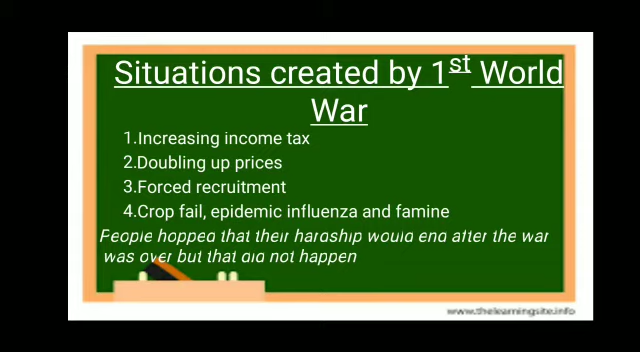 Situations created by 1st World
War
1.Increasing income tax
2.Doubling up prices
3.Forced recruitment
4.Crop fail, epidemic influenza and famine
People hopped that their hardship would end after the war
was over but that did not happen
www.thelearningsite.info